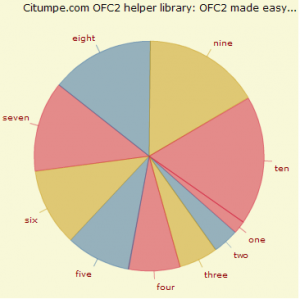 Citumpe.com OFC2 helper library: OFC2 made easy...
eight
nine
seven
ten
one
six
two
five
three
four